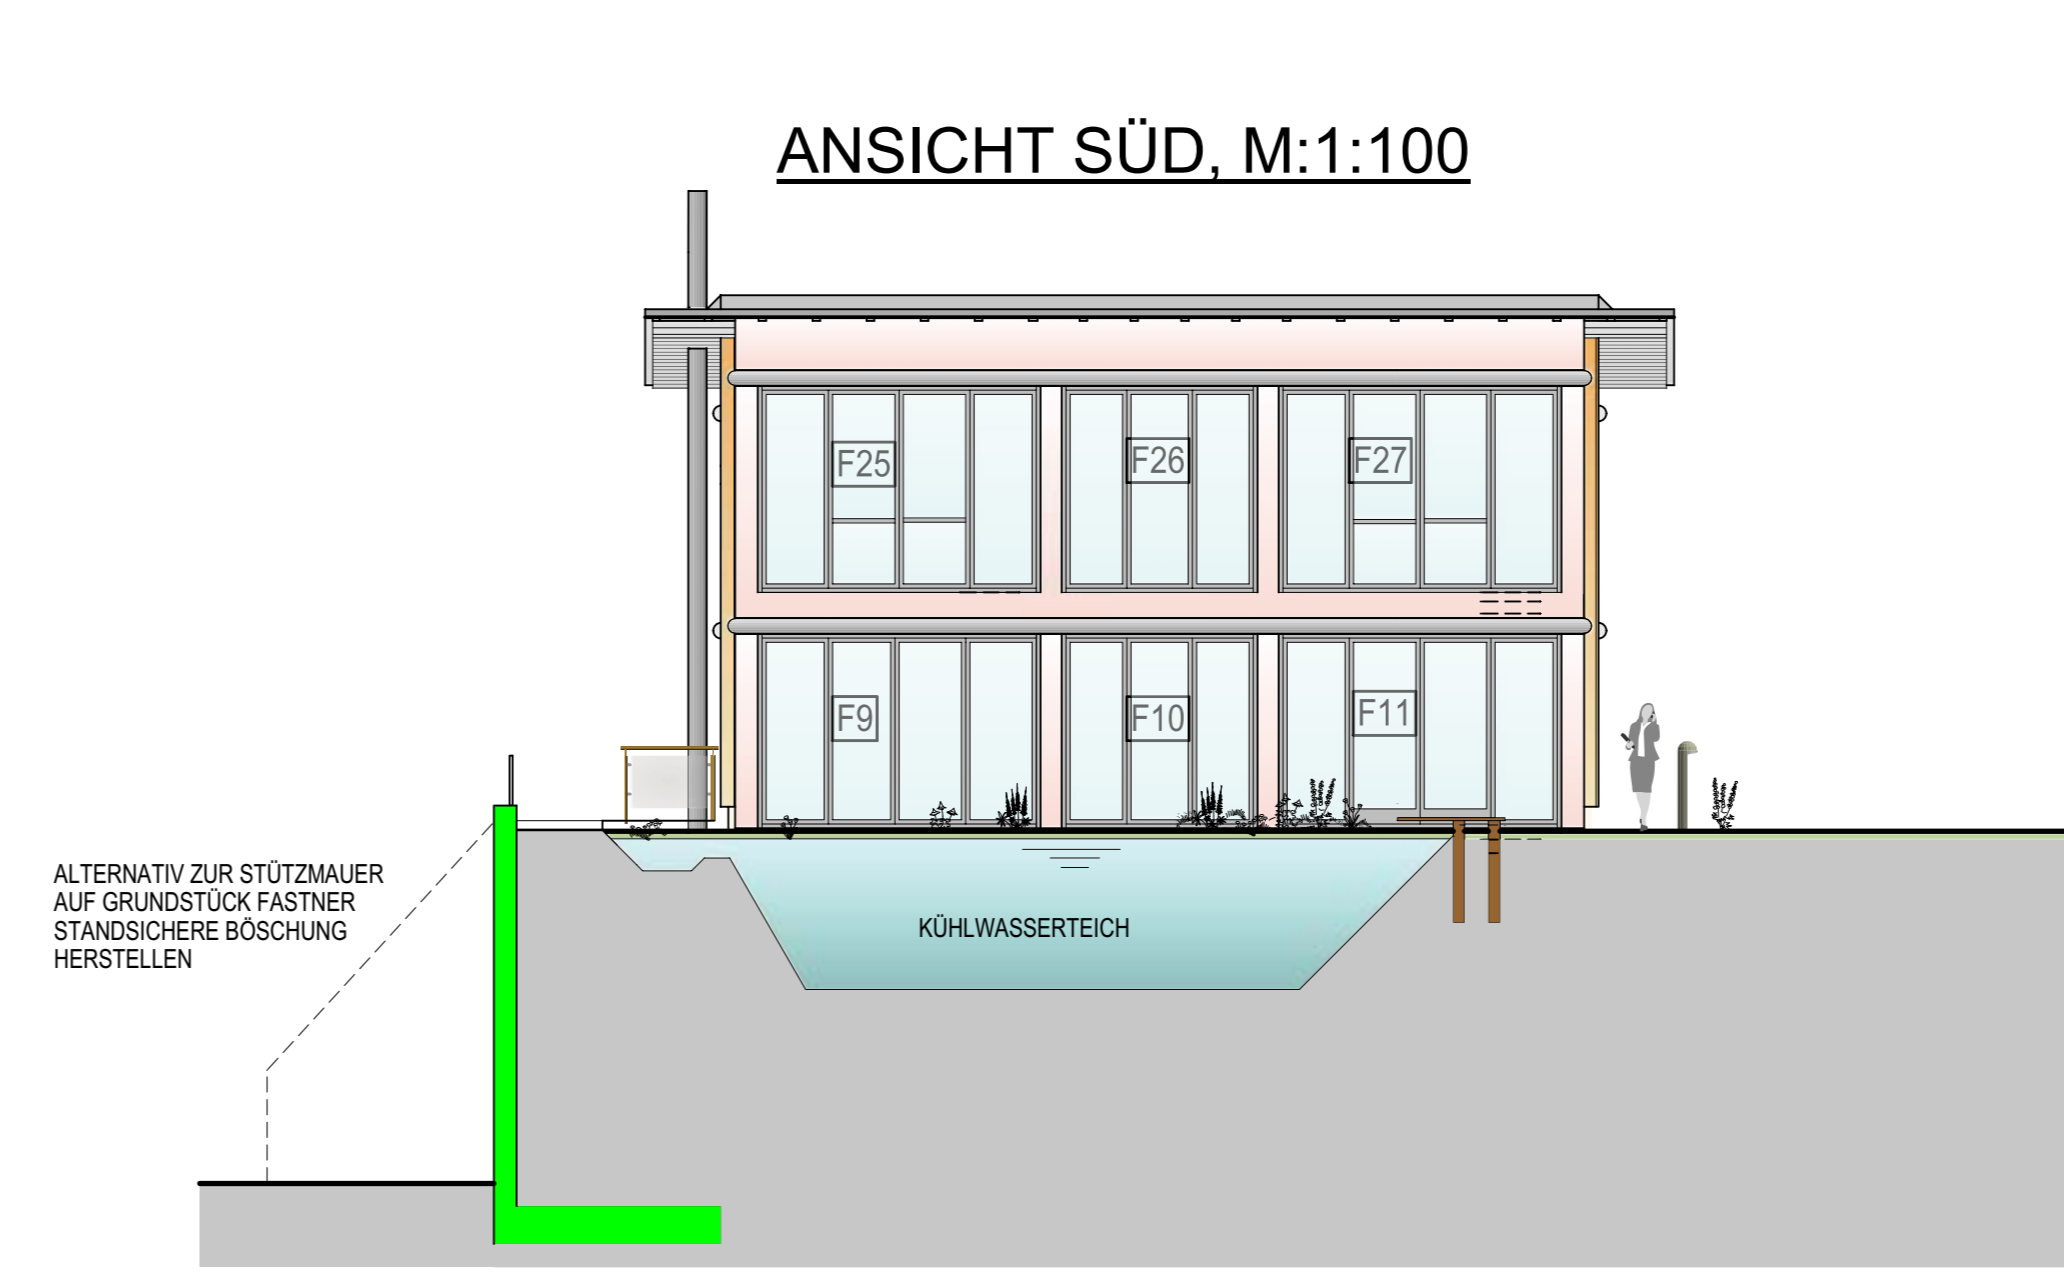 ANSICHT SÜD, M:1:100
F25
F26
F27
F9
F10
F11
ALTERNATIV ZUR STÜTZMAUER
AUF GRUNDSTÜCK FASTNER
STANDSICHERE BÖSCHUNG
HERSTELLEN
KÜHLWASSERTEICH